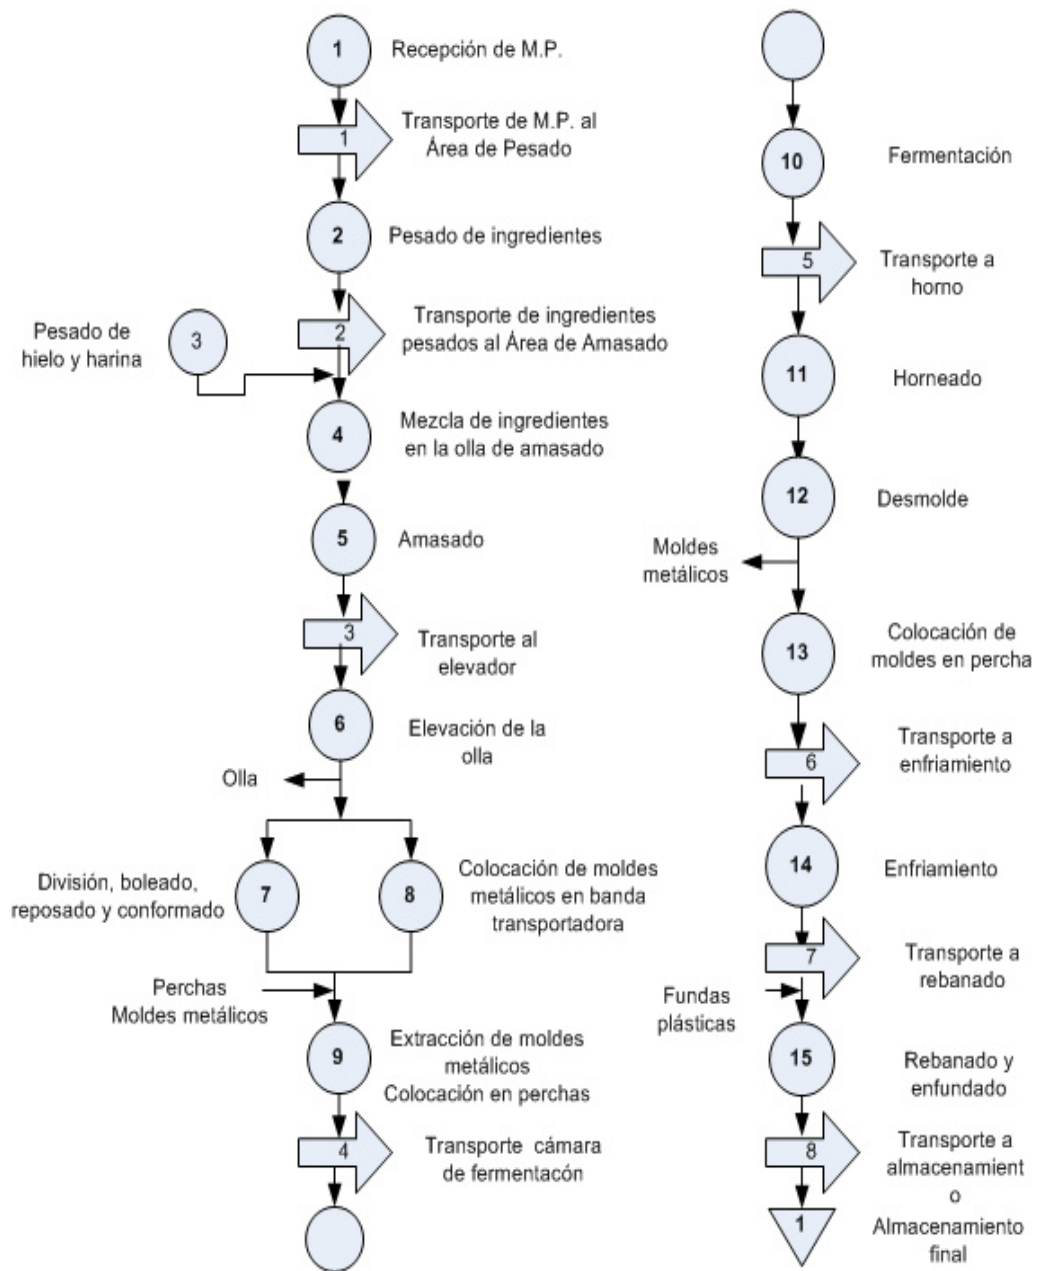 1
Recepción de M.P.
1
Transporte de M.P. al
Área de Pesado
2
Pesado de ingredientes
Pesado de
hielo y harina
3
2
Transporte de ingredientes
pesados al Área de Amasado
4
Mezcla de ingredientes
en la olla de amasado
5
Amasado
3
Transporte al
elevador
6
Elevación de la
olla
Olla
División, boleado,
reposado y conformado
7
8
Colocación de moldes
metálicos en banda
transportadora
Perchas
Moldes metálicos
9
Extracción de moldes
metálicos
Colocación en perchas
4
Transporte cámara
de fermentacón
10
Fermentación
5
Transporte a
horno
11
Horneado
12
Desmolde
Moldes
metálicos
13
Colocación de
moldes en percha
6
Transporte a
enfriamiento
14
Enfriamiento
7
Transporte a
rebanado
Fundas
plásticas
15
Rebanado y
enfundado
8
Transporte a
almacenamient
o
1
Almacenamiento
final